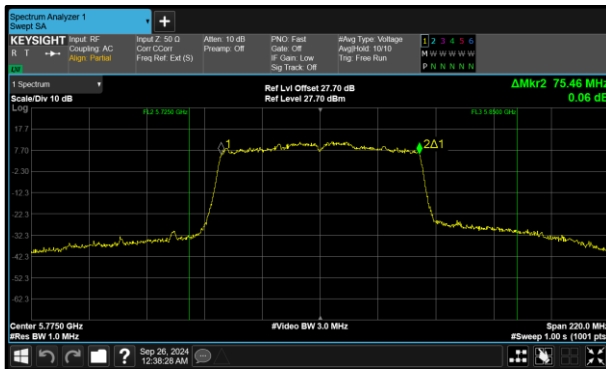 Spectrum Analyzer 1
Swept SA
KEYSIGHT
R T
Input: RF
Coupling: AC
Align: Partial
Input Z: 50 Ω
Corr CCorr
Freq Ref: Ext (S)
Atten: 10 dB
Preamp: Off
PNO: Fast
Gate: Off
IF Gain: Low
Sig Track: Off
#Avg Type: Voltage
Avg|Hold: 10/10
Trig: Free Run
1 2 3 4 5 6
M W W W W W
P N N N N N
1 Spectrum
Scale/Div 10 dB
Ref Lvl Offset 27.70 dB
Ref Level 27.70 dBm
ΔMkr2 75.46 MHz
0.06 dB
Log
FL2 5.7250 GHz
17.7
7.70
-2.30
-12.3
-22.3
-32.3
-42.3
-52.3
-62.3
1
2Δ1
Center 5.7750 GHz
#Res BW 1.0 MHz
#Video BW 3.0 MHz
Span 220.0 MHz
#Sweep 1.00 s (1001 pts)
?
Sep 26, 2024
12:38:28 AM